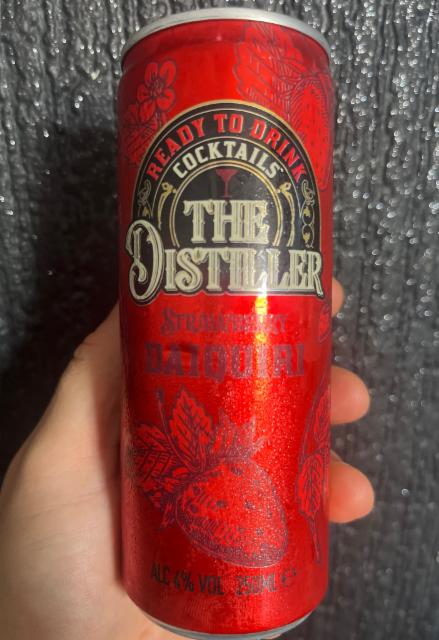 READY TO DRINK
COCKTAILS
THE
DISTILLER
STRAWBERRY
DAIQUIRI
ALC 4% VOL 250ML ℮